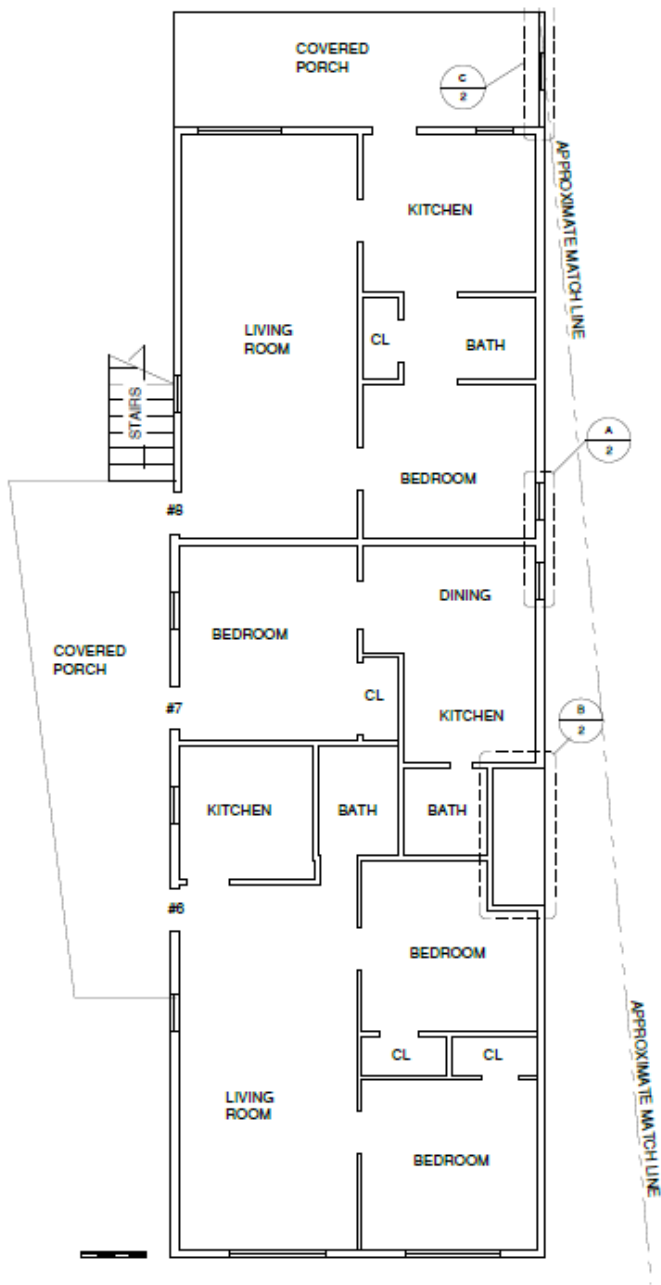 COVERED
PORCH
C
2
APPROXIMATE MATCH LINE
KITCHEN
LIVING
ROOM
CL
BATH
STAIRS
A
2
BEDROOM
#8
DINING
BEDROOM
COVERED
PORCH
CL
#7
KITCHEN
B
2
KITCHEN
BATH
BATH
#6
BEDROOM
APPROXIMATE MATCH LINE
CL
CL
LIVING
ROOM
BEDROOM